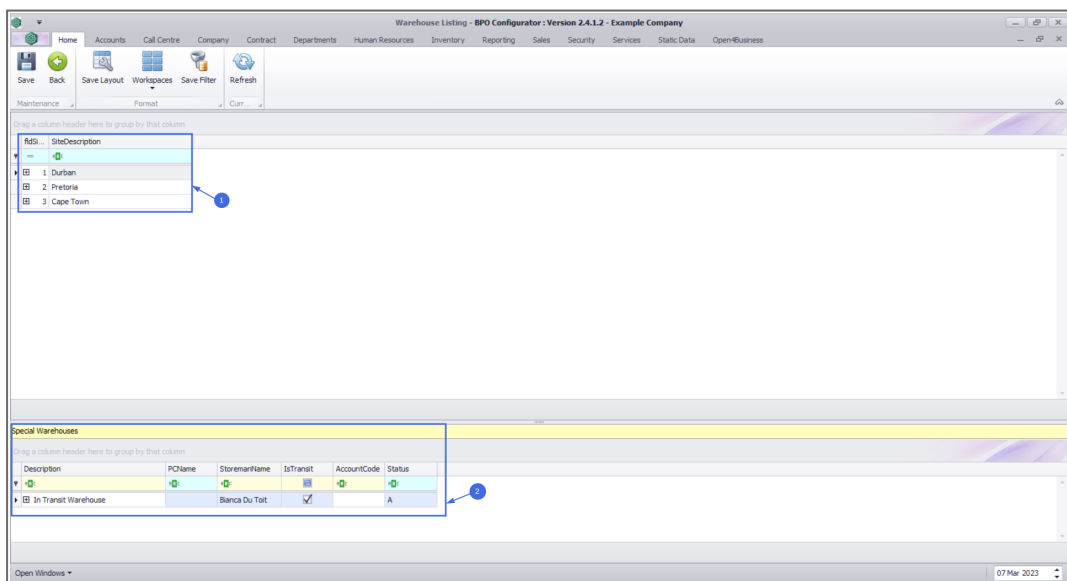 Warehouse Listing - BPO Configurator : Version 2.4.1.2 - Example Company
Home Accounts Call Centre Company Contract Departments Human Resources Inventory Reporting Sales Security Services Static Data Open4Business
Save Back Save Layout Workspaces Save Filter Refresh
Maintenance Format Curr...
Drag a column header here to group by that column
fldSi... SiteDescription
1 Durban
2 Pretoria
3 Cape Town
1
Special Warehouses
Drag a column header here to group by that column
Description PCName StoremanName IsTransit AccountCode Status
In Transit Warehouse Bianca Du Toit A
2
Open Windows 07 Mar 2023